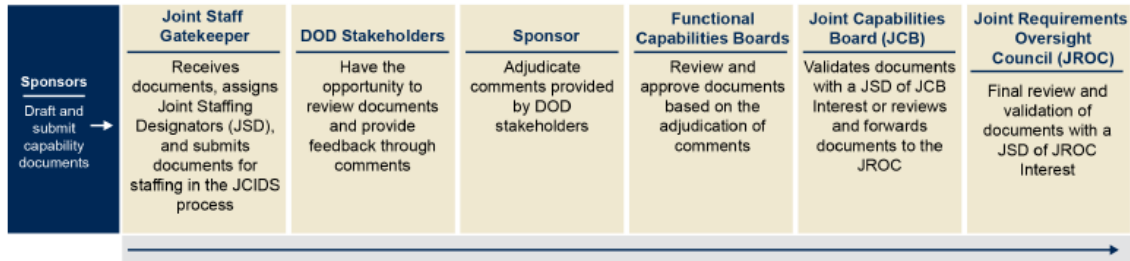 Sponsors
Draft and
submit
capability
documents
Joint Staff
Gatekeeper
Receives
documents, assigns
Joint Staffing
Designators (JSD),
and submits
documents for
staffing in the JCIDS
process
DOD Stakeholders
Have the
opportunity to
review documents
and provide
feedback through
comments
Sponsor
Adjudicate
comments provided
by DOD
stakeholders
Functional
Capabilities Boards
Review and
approve documents
based on the
adjudication of
comments
Joint Capabilities
Board (JCB)
Validates documents
with a JSD of JCB
Interest or reviews
and forwards
documents to the
JROC
Joint Requirements
Oversight
Council (JROC)
Final review and
validation of
documents with a
JSD of JROC
Interest